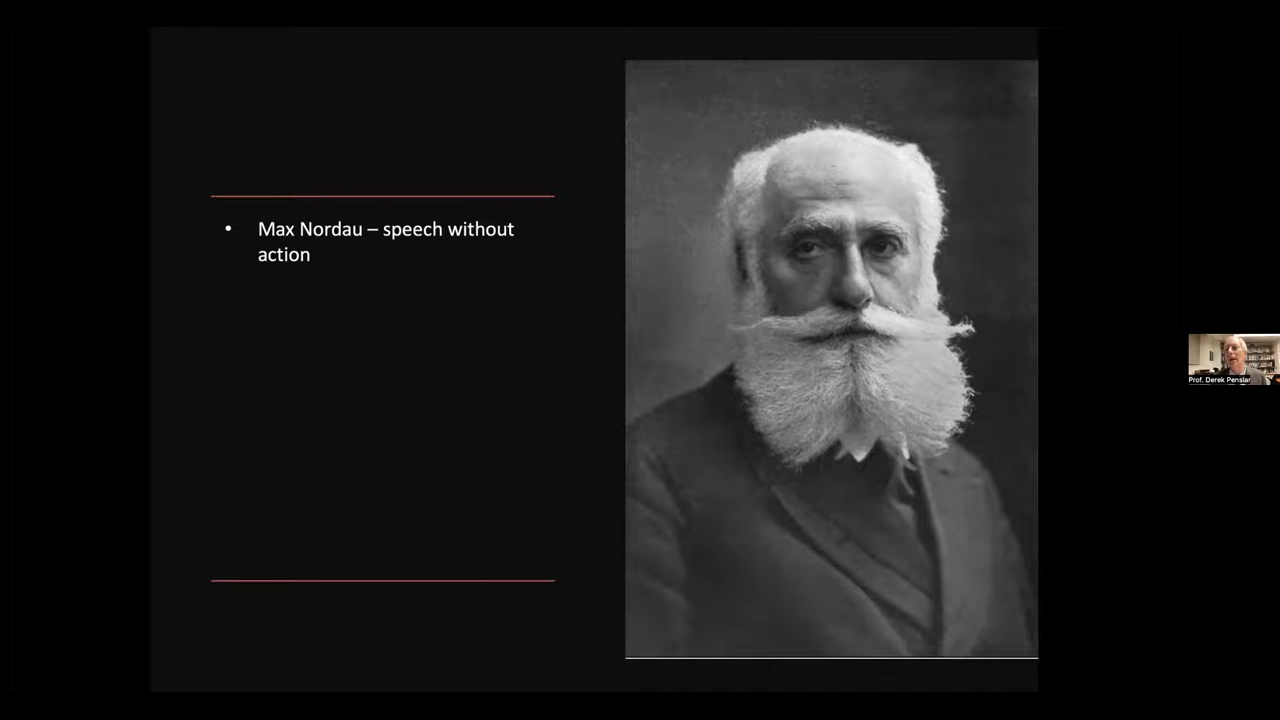 • Max Nordau – speech without
action
Prof. Derek Penslar